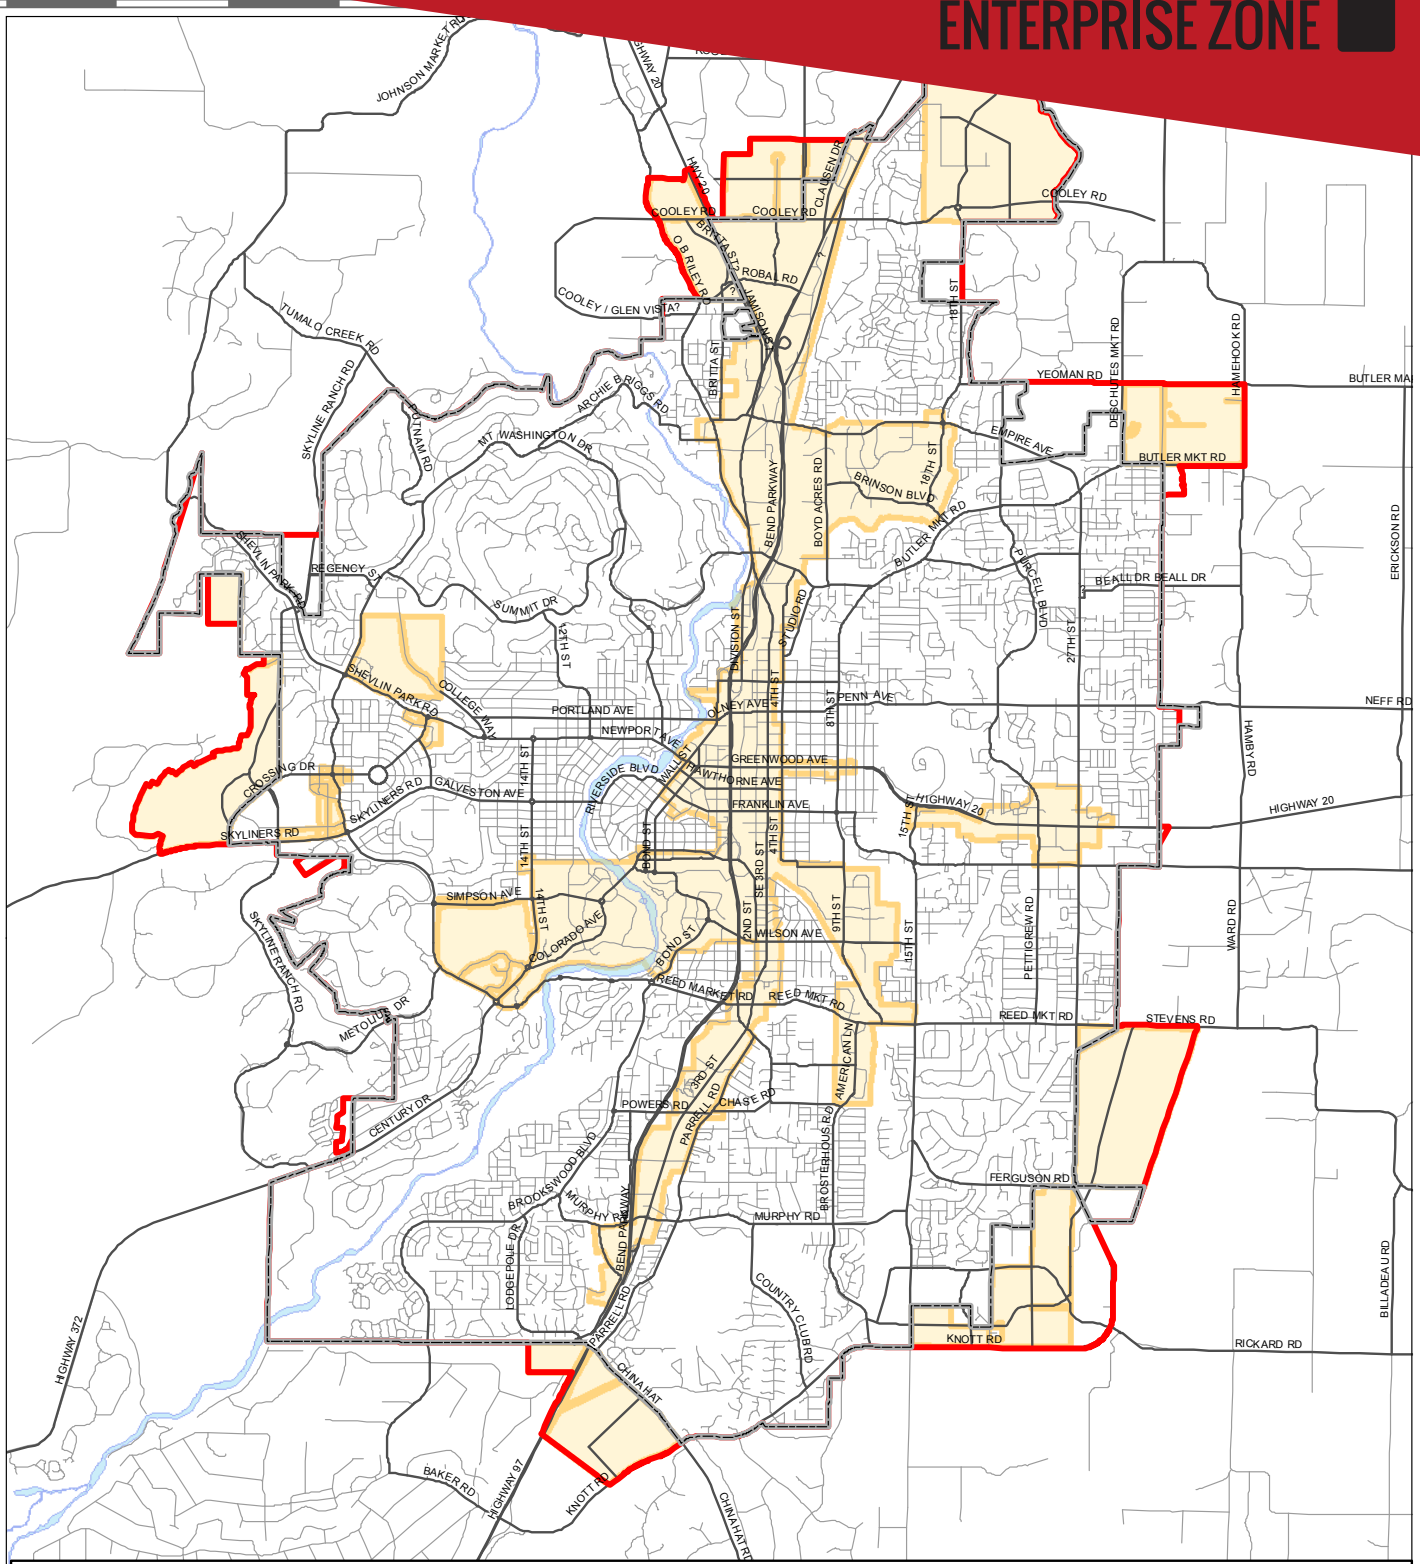 ENTERPRISE ZONE
JOHNSON MARKET RD
HWY 20
CLAUSEN DR
COOLEY RD
COOLEY RD
COOLEY RD
BRITTA ST?
O B RILEY RD
ROBAL RD
?
COOLEY / GLEN VISTA?
18TH ST
TUMALO CREEK RD
SKYLINE RANCH RD
BRITTA ST
DESCHUTES MKT RD
HAMEHOOK RD
YEOMAN RD
ARCHIE BRIGGS RD
PUTNAM RD
MT WASHINGTON DR
EMPIRE AVE
BUTLER MKT RD
18TH ST
BRINSON BLVD
BEND PARKWAY
BOYD ACRES RD
BUTLER MKT RD
ERICKSON RD
SHEVLIN PARK RD
REGENCY ST
PURCELL BLVD
BEALL DR BEALL DR
SUMMIT DR
12TH ST
DIVISION ST
STUDIO RD
27TH ST
SHEVLIN PARK RD
COLLEGE WAY
4TH ST
8TH ST
PENN AVE
NEFF RD
PORTLAND AVE
OLNEY AVE
NEWPORT AVE
HAMBY RD
14TH ST
WALL ST
GREENWOOD AVE
CROSSING DR
RIVERSIDE BLVD
HAWTHORNE AVE
SKYLINERS RD
GALVESTON AVE
FRANKLIN AVE
HIGHWAY 20
HIGHWAY 20
15TH ST
SKYLINERS RD
14TH ST
BOND ST
4TH ST
SE 3RD ST
SIMPSON AVE
14TH ST
COLORADO AVE
2ND ST
9TH ST
WILSON AVE
15TH ST
PETTIGREW RD
WARD RD
BOND ST
SKYLINE RANCH RD
REED MARKET RD
REED MKT RD
METOLIUS DR
REED MKT RD
STEVENS RD
AMERICAN LN
3RD ST
PARRELL RD
POWERS RD
CHASE RD
CENTURY DR
BROSTERHOUS RD
BROOKSWOOD BLVD
FERGUSON RD
MURPHY RD
MURPHY RD
BEND PARKWAY
LODGEPOLE DR
BILLADEAU RD
COUNTRY CLUB RD
PARRELL RD
HIGHWAY 372
KNOTT RD
RICKARD RD
CHINA HAT
BAKER RD
HIGHWAY 97
KNOTT RD
CHINA HAT RD